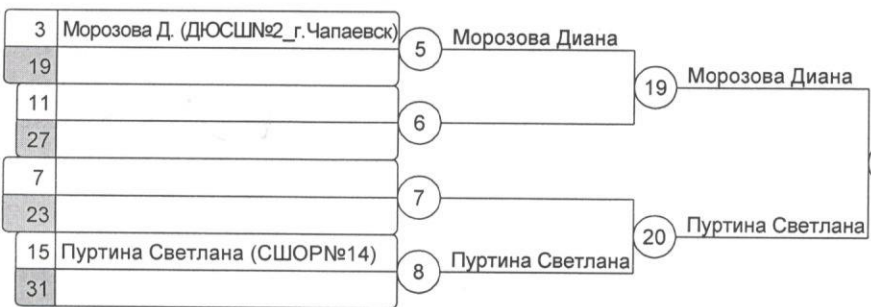 3 Морозова Д. (ДЮСШ№2_г.Чапаевск)
5 Морозова Диана
19
19 Морозова Диана
11
6
27
7
7
23
20 Пуртина Светлана
15 Пуртина Светлана (СШОР№14)
8 Пуртина Светлана
31